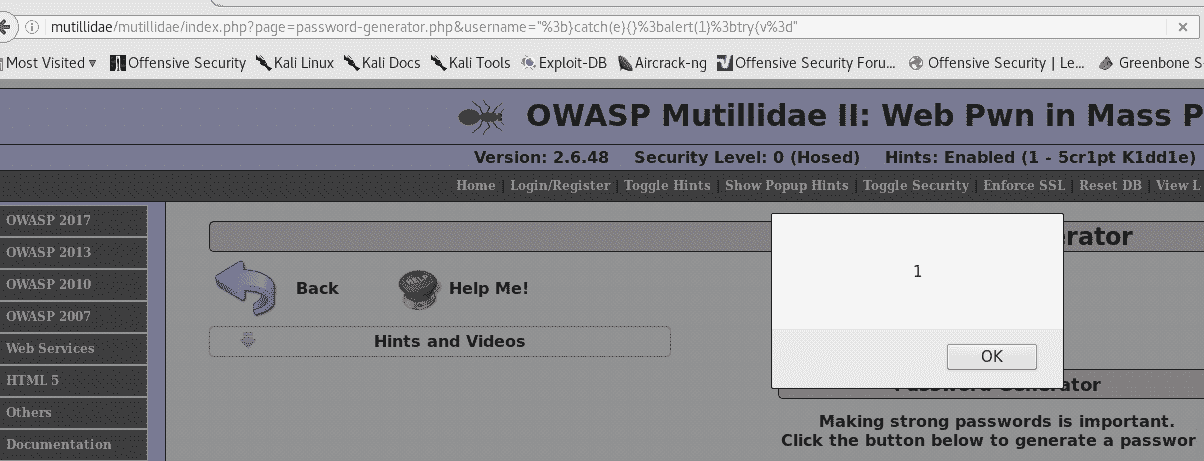 mutillidae/mutillidae/index.php?page=password-generator.php&username="%3b}catch(e){}%3balert(1)%3btry{v%3d"
Most Visited Offensive Security Kali Linux Kali Docs Kali Tools Exploit-DB Aircrack-ng Offensive Security Foru... Offensive Security | Le... Greenbone S
OWASP Mutillidae II: Web Pwn in Mass P
Version: 2.6.48 Security Level: 0 (Hosed) Hints: Enabled (1 - 5cr1pt K1dd1e)
Home | Login/Register | Toggle Hints | Show Popup Hints | Toggle Security | Enforce SSL | Reset DB | View L
OWASP 2017
OWASP 2013
OWASP 2010
OWASP 2007
Web Services
HTML 5
Others
Documentation
erator
Back
Help Me!
Hints and Videos
1
OK
Password Generator
Making strong passwords is important.
Click the button below to generate a passwor